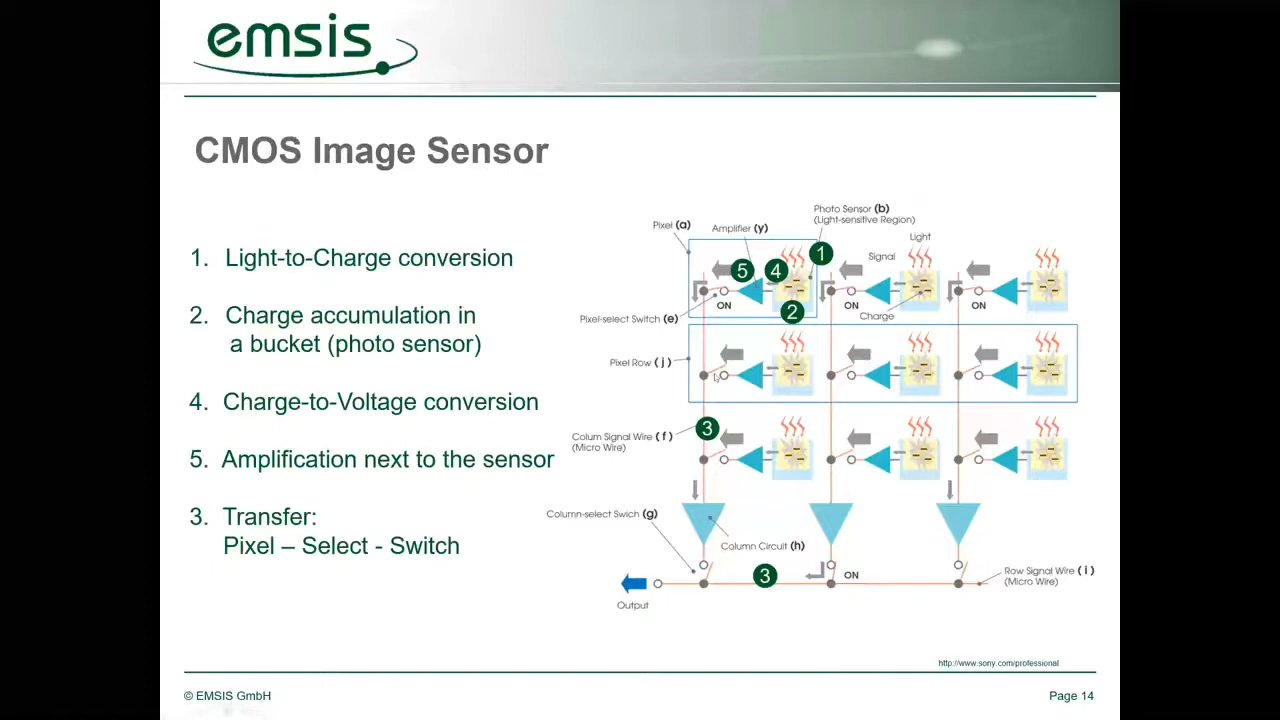 emsis
CMOS Image Sensor
1. Light-to-Charge conversion
2. Charge accumulation in
a bucket (photo sensor)
4. Charge-to-Voltage conversion
5. Amplification next to the sensor
3. Transfer:
Pixel – Select - Switch
Photo Sensor (b)
(Light-sensitive Region)
Pixel (a)
Amplifier (y)
Light
Signal
1
5
4
2
ON
ON
ON
Charge
Pixel-select Switch (e)
Pixel Row (j)
3
Colum Signal Wire (f)
(Micro Wire)
Column-select Swich (g)
Column Circuit (h)
3
ON
Row Signal Wire (i)
(Micro Wire)
Output
http://www.sony.com/professional
© EMSIS GmbH
Page 14